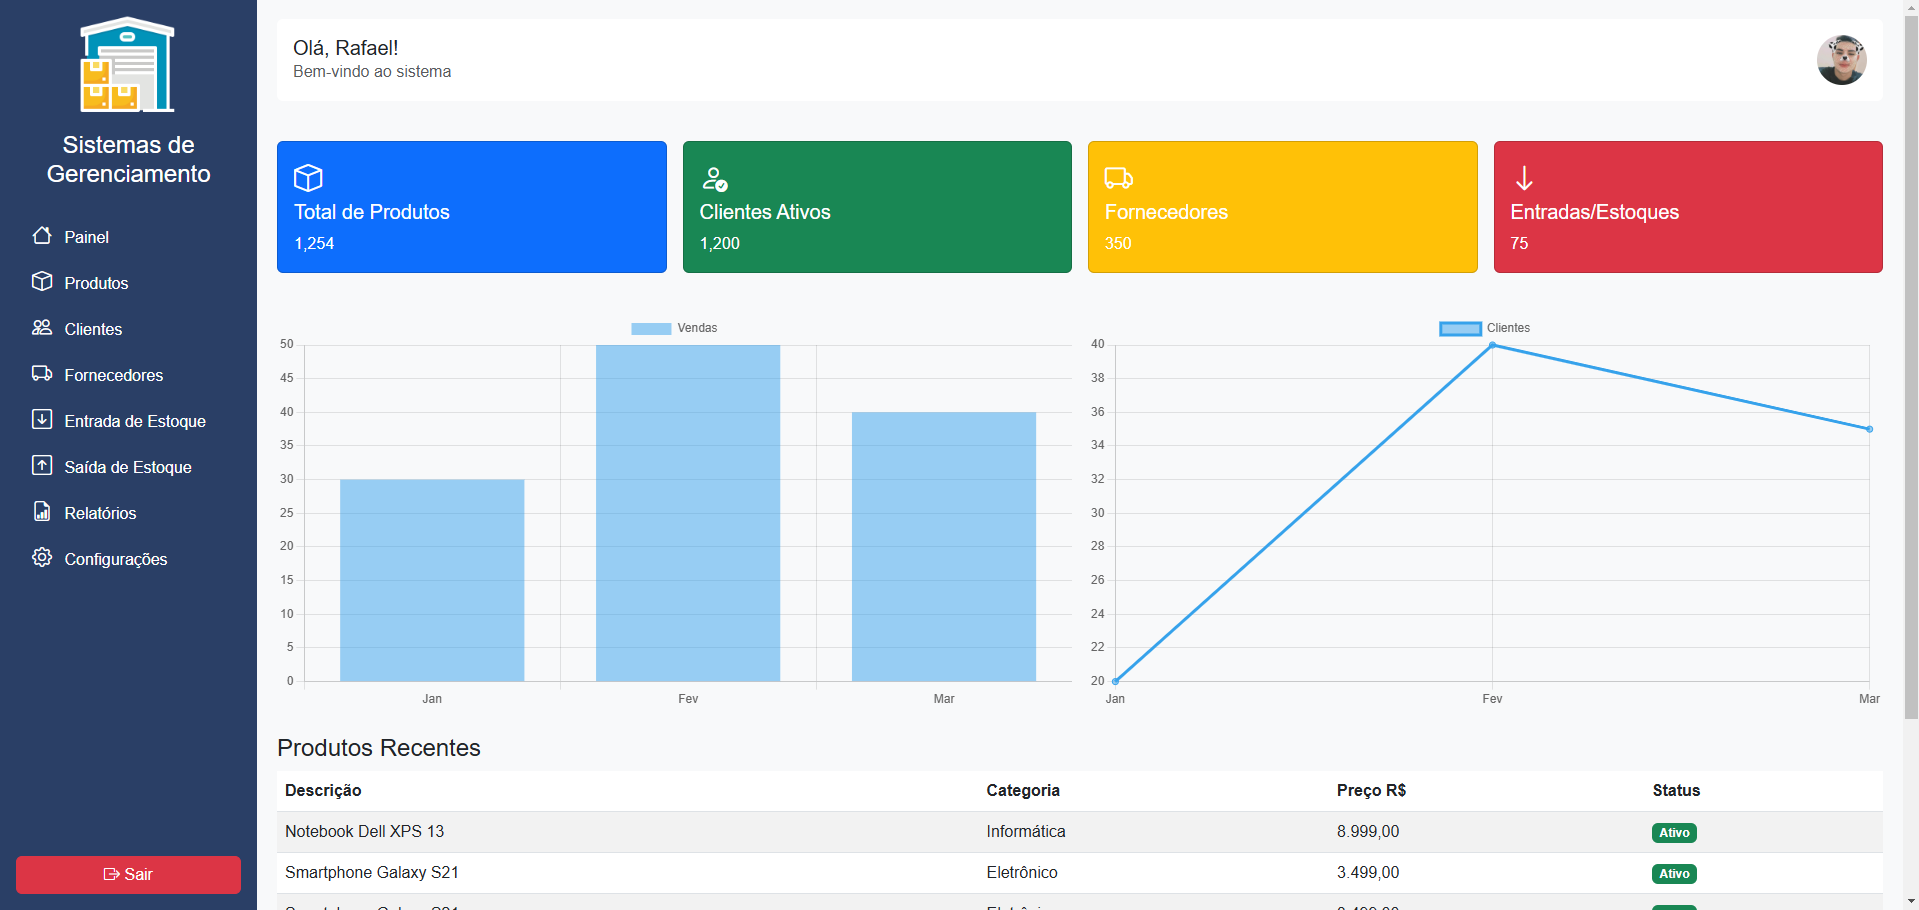 Sistemas de
Gerenciamento
Painel
Produtos
Clientes
Fornecedores
Entrada de Estoque
Saída de Estoque
Relatórios
Configurações
Sair
Olá, Rafael!
Bem-vindo ao sistema
Total de Produtos
1,254
Clientes Ativos
1,200
Fornecedores
350
Entradas/Estoques
75
Vendas
50
45
40
35
30
25
20
15
10
5
0
Jan Fev Mar
Clientes
40
38
36
34
32
30
28
26
24
22
20
Jan Fev Mar
Produtos Recentes
Descrição Categoria Preço R$ Status
Notebook Dell XPS 13 Informática 8.999,00 Ativo
Smartphone Galaxy S21 Eletrônico 3.499,00 Ativo